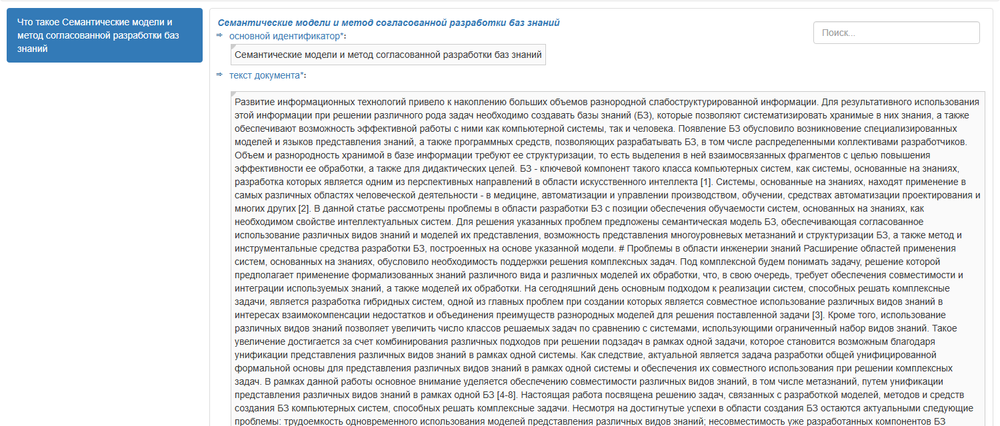 Что такое Семантические модели и
метод согласованной разработки баз
знаний
Семантические модели и метод согласованной разработки баз знаний
⇒ основной идентификатор*:
Поиск...
Семантические модели и метод согласованной разработки баз знаний
⇒ текст документа*:
Развитие информационных технологий привело к накоплению больших объемов разнородной слабоструктурированной информации. Для результативного использования
этой информации при решении различного рода задач необходимо создавать базы знаний (БЗ), которые позволяют систематизировать хранимые в них знания, а также
обеспечивают возможность эффективной работы с ними как компьютерной системы, так и человека. Появление БЗ обусловило возникновение специализированных
моделей и языков представления знаний, а также программных средств, позволяющих разрабатывать БЗ, в том числе распределенными коллективами разработчиков.
Объем и разнородность хранимой в базе информации требуют ее структуризации, то есть выделения в ней взаимосвязанных фрагментов с целью повышения
эффективности ее обработки, а также для дидактических целей. БЗ - ключевой компонент такого класса компьютерных систем, как системы, основанные на знаниях,
разработка которых является одним из перспективных направлений в области искусственного интеллекта [1]. Системы, основанные на знаниях, находят применение в
самых различных областях человеческой деятельности - в медицине, автоматизации и управлении производством, обучении, средствах автоматизации проектирования и
многих других [2]. В данной статье рассмотрены проблемы в области разработки БЗ с позиции обеспечения обучаемости систем, основанных на знаниях, как
необходимом свойстве интеллектуальных систем. Для решения указанных проблем предложены семантическая модель БЗ, обеспечивающая согласованное
использование различных видов знаний и моделей их представления, возможность представления многоуровневых метазнаний и структуризации БЗ, а также метод и
инструментальные средства разработки БЗ, построенных на основе указанной модели. # Проблемы в области инженерии знаний Расширение областей применения
систем, основанных на знаниях, обусловило необходимость поддержки решения комплексных задач. Под комплексной будем понимать задачу, решение которой
предполагает применение формализованных знаний различного вида и различных моделей их обработки, что, в свою очередь, требует обеспечения совместимости и
интеграции используемых знаний, а также моделей их обработки. На сегодняшний день основным подходом к реализации систем, способных решать комплексные
задачи, является разработка гибридных систем, одной из главных проблем при создании которых является совместное использование различных видов знаний в
интересах взаимокомпенсации недостатков и объединения преимуществ разнородных моделей для решения поставленной задачи [3]. Кроме того, использование
различных видов знаний позволяет увеличить число классов решаемых задач по сравнению с системами, использующими ограниченный набор видов знаний. Такое
увеличение достигается за счет комбинирования различных подходов при решении подзадач в рамках одной задачи, которое становится возможным благодаря
унификации представления различных видов знаний в рамках одной системы. Как следствие, актуальной является задача разработки общей унифицированной
формальной основы для представления различных видов знаний в рамках одной системы и обеспечения их совместного использования при решении комплексных
задач. В рамках данной работы основное внимание уделяется обеспечению совместимости различных видов знаний, в том числе метазнаний, путем унификации
представления различных видов знаний в рамках одной БЗ [4-8]. Настоящая работа посвящена решению задач, связанных с разработкой моделей, методов и средств
создания БЗ компьютерных систем, способных решать комплексные задачи. Несмотря на достигнутые успехи в области создания БЗ остаются актуальными следующие
проблемы: трудоемкость одновременного использования моделей представления различных видов знаний; несовместимость уже разработанных компонентов БЗ